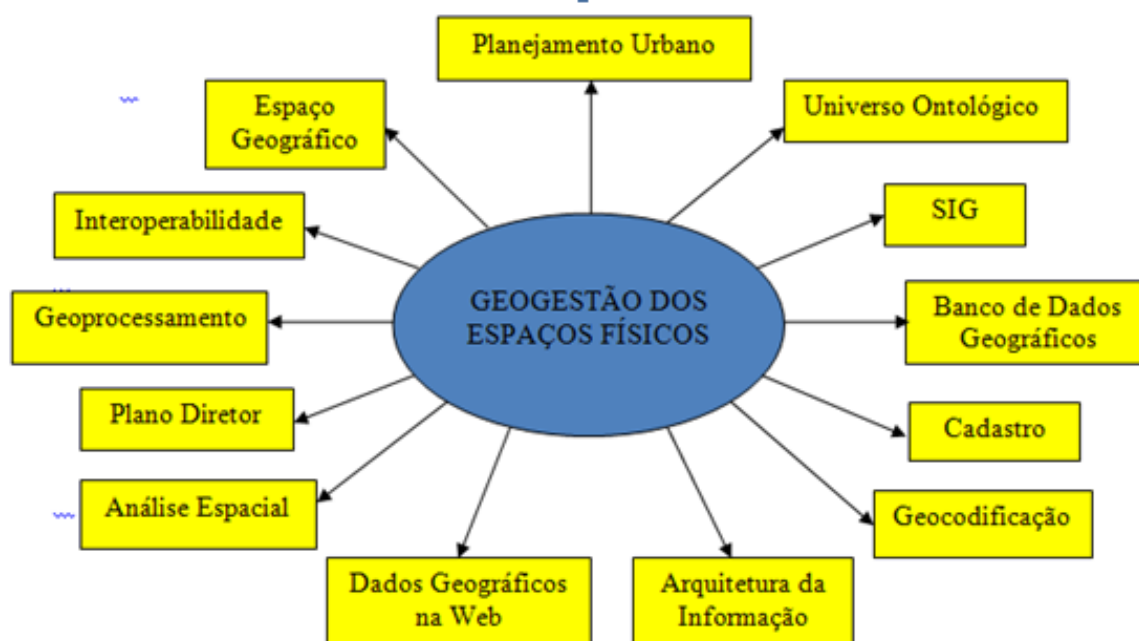 Planejamento Urbano
Espaço
Geográfico
Universo Ontológico
Interoperabilidade
SIG
GEOGESTÃO DOS
ESPAÇOS FÍSICOS
Geoprocessamento
Banco de Dados
Geográficos
Plano Diretor
Cadastro
Análise Espacial
Geocodificação
Dados Geográficos
na Web
Arquitetura da
Informação